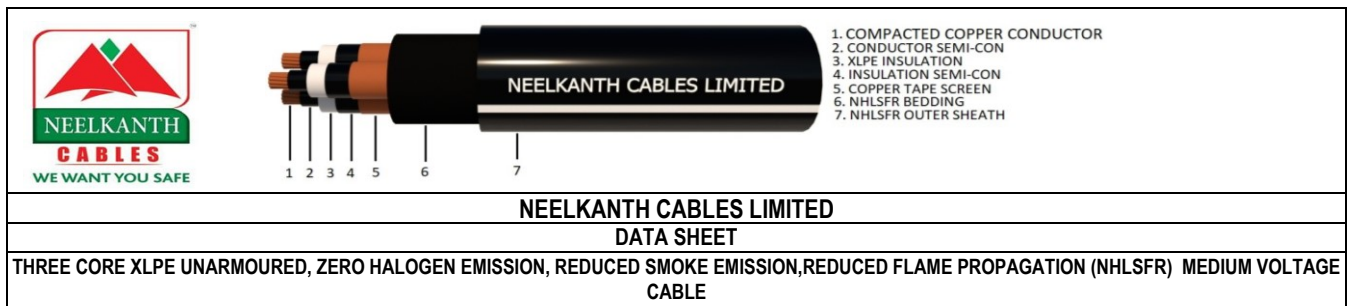 NEELKANTH
CABLES
WE WANT YOU SAFE
NEELKANTH CABLES LIMITED
1 2 3 4 5 6 7
1. COMPACTED COPPER CONDUCTOR
2. CONDUCTOR SEMI-CON
3. XLPE INSULATION
4. INSULATION SEMI-CON
5. COPPER TAPE SCREEN
6. NHLSFR BEDDING
7. NHLSFR OUTER SHEATH
NEELKANTH CABLES LIMITED
DATA SHEET
THREE CORE XLPE UNARMOURED, ZERO HALOGEN EMISSION, REDUCED SMOKE EMISSION,REDUCED FLAME PROPAGATION (NHLSFR) MEDIUM VOLTAGE
CABLE